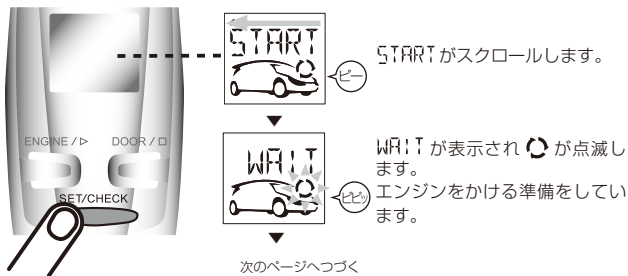 START
ピー
STARTがスクロールします。
ENGINE / ▷ DOOR / □
SET/CHECK
WAIT
ピピッ
WAITが表示され が点滅し
ます。
エンジンをかける準備をしてい
ます。
次のページへつづく